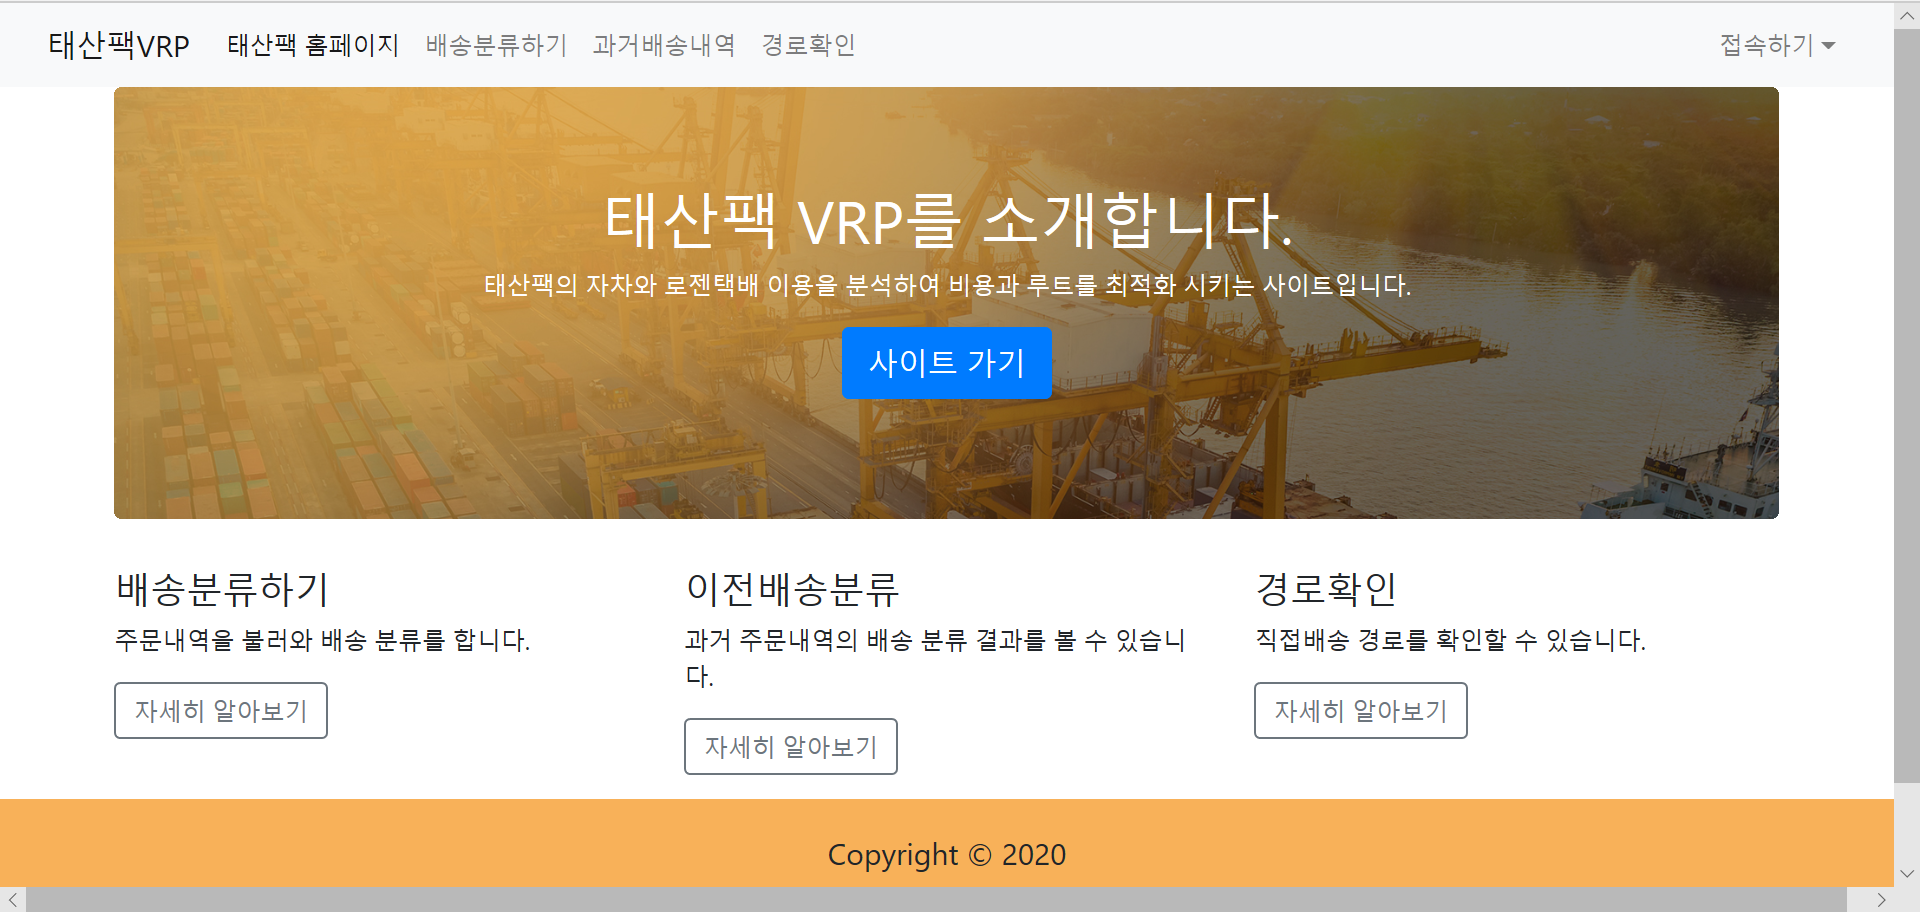 태산팩VRP 태산팩 홈페이지 배송분류하기 과거배송내역 경로확인 접속하기
태산팩 VRP를 소개합니다.
태산팩의 자차와 로젠택배 이용을 분석하여 비용과 루트를 최적화 시키는 사이트입니다.
사이트 가기
배송분류하기
주문내역을 불러와 배송 분류를 합니다.
자세히 알아보기
이전배송분류
과거 주문내역의 배송 분류 결과를 볼 수 있습니
다.
자세히 알아보기
경로확인
직접배송 경로를 확인할 수 있습니다.
자세히 알아보기
Copyright © 2020